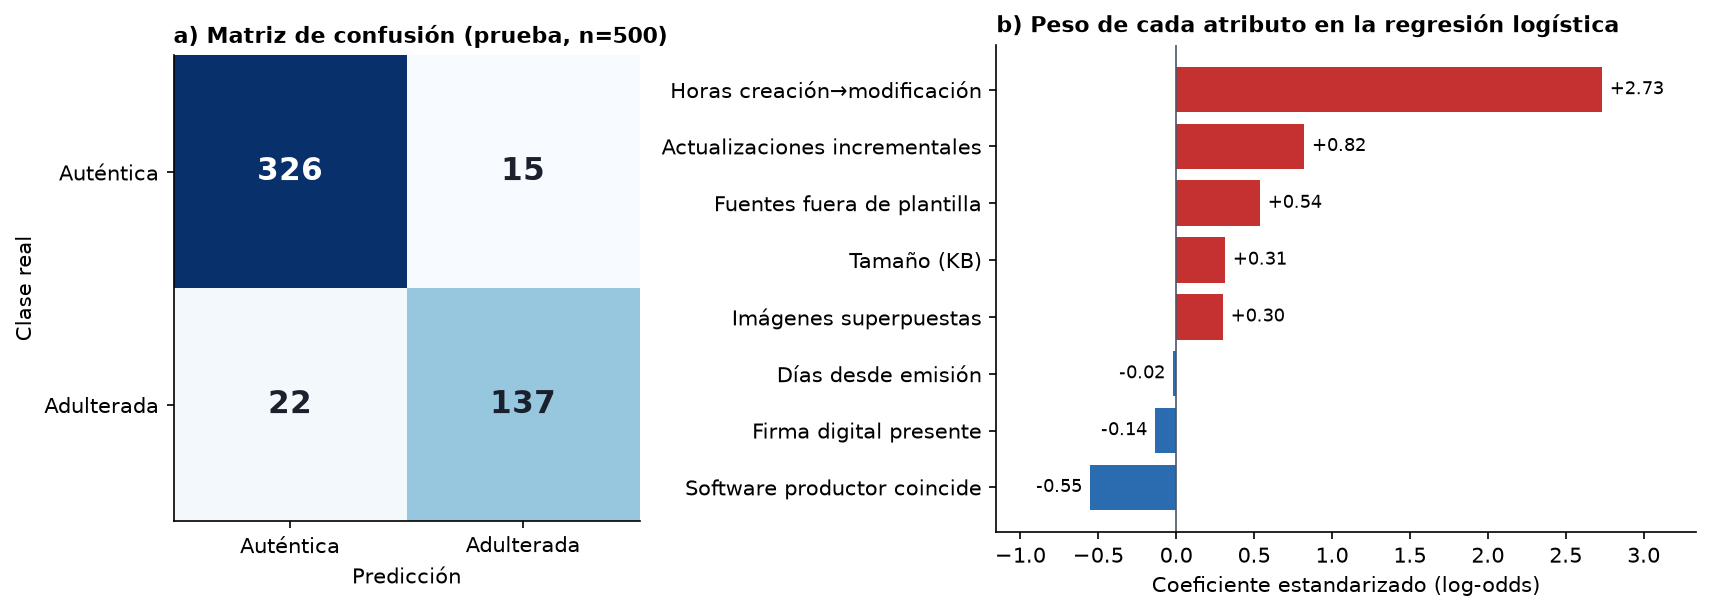 a) Matriz de confusión (prueba, n=500)
Clase real
Auténtica
326
15
Adulterada
22
137
Auténtica
Adulterada
Predicción
b) Peso de cada atributo en la regresión logística
Horas creación→modificación
+2.73
Actualizaciones incrementales
+0.82
Fuentes fuera de plantilla
+0.54
Tamaño (KB)
+0.31
Imágenes superpuestas
+0.30
Días desde emisión
-0.02
Firma digital presente
-0.14
Software productor coincide
-0.55
−1.0 −0.5 0.0 0.5 1.0 1.5 2.0 2.5 3.0
Coeficiente estandarizado (log-odds)